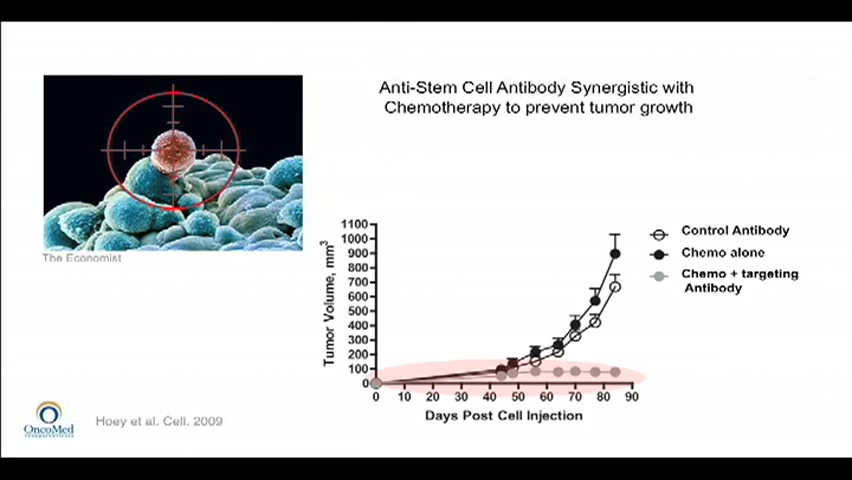 Anti-Stem Cell Antibody Synergistic with
Chemotherapy to prevent tumor growth
The Economist
Tumor Volume, mm³
1100
1000
900
800
700
600
500
400
300
200
100
0
0 10 20 30 40 50 60 70 80 90
Days Post Cell Injection
Control Antibody
Chemo alone
Chemo + targeting
Antibody
OncoMed
PHARMACEUTICALS
Hoey et al. Cell. 2009